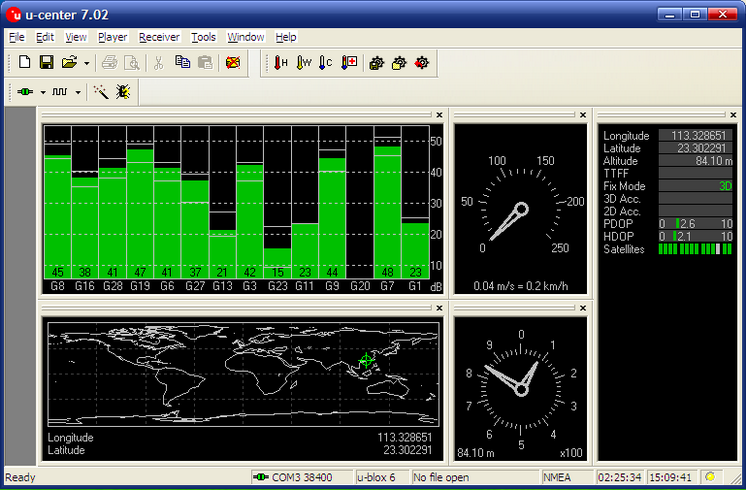 u-center 7.02
File Edit View Player Receiver Tools Window Help
H W C
50
40
30
20
10
dB
45 38 41 47 41 37 21 42 15 23 44 48 23
G8 G16 G28 G19 G6 G27 G13 G3 G23 G11 G9 G20 G7 G1
0 50 100 150 200 250
0.04 m/s = 0.2 km/h
Longitude 113.328651
Latitude 23.302291
Altitude 84.10 m
TTFF
Fix Mode 3D
3D Acc.
2D Acc.
PDOP 0 2.6 10
HDOP 0 2.1 10
Satellites
Longitude 113.328651
Latitude 23.302291
0 1 2 3 4 5 6 7 8 9
84.10 m x100
Ready COM3 38400 u-blox 6 No file open NMEA 02:25:34 15:09:41